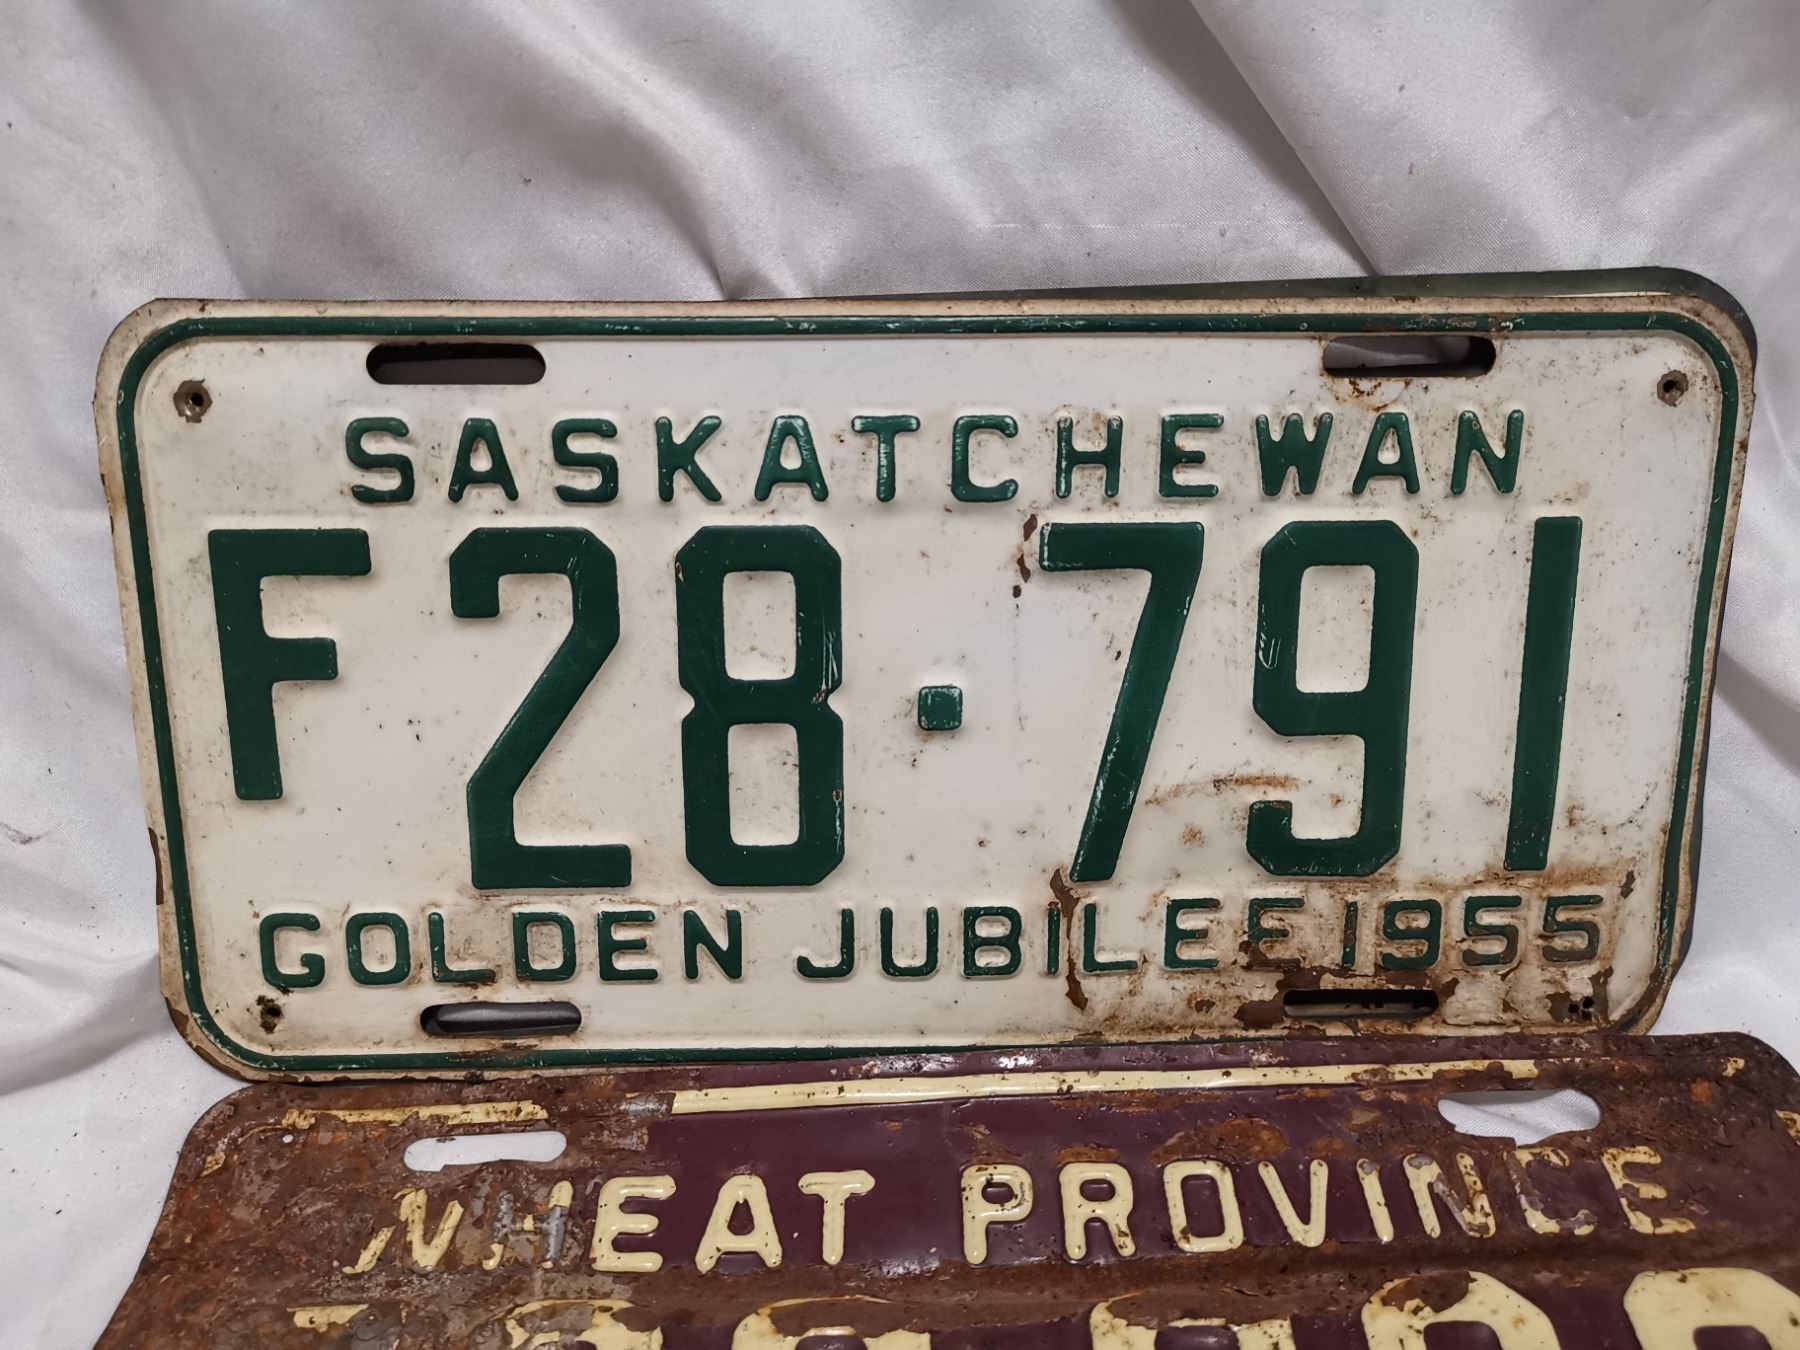 SASKATCHEWAN
F28·791
GOLDEN JUBILEE 1955
WHEAT PROVINCE